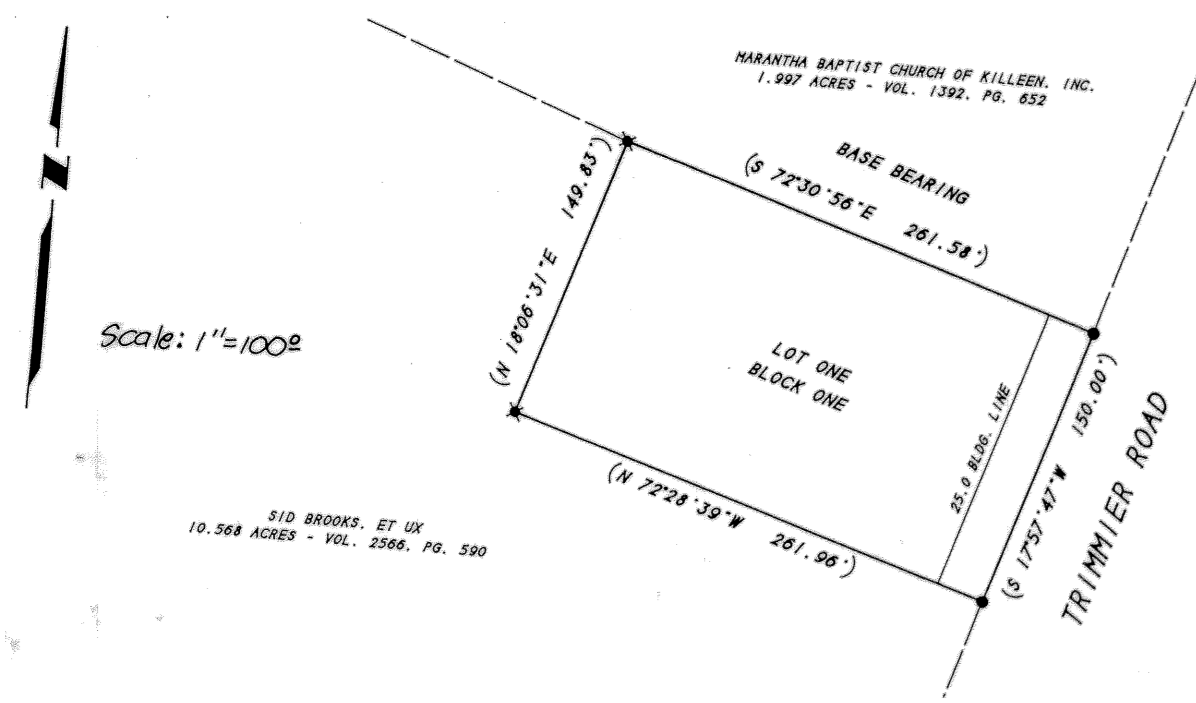 MARANTHA BAPTIST CHURCH OF KILLEEN, INC.
1.997 ACRES - VOL. 1392, PG. 652
BASE BEARING
(S 72°30'56"E 261.58')
149.83')
(N 18°06'31"E
N
Scale: 1"=100º
LOT ONE
BLOCK ONE
25.0 BLDG. LINE
(S 17°57'47"W 150.00')
TRIMMIER ROAD
(N 72°28'39"W 261.96')
SID BROOKS, ET UX
10.568 ACRES - VOL. 2566, PG. 590